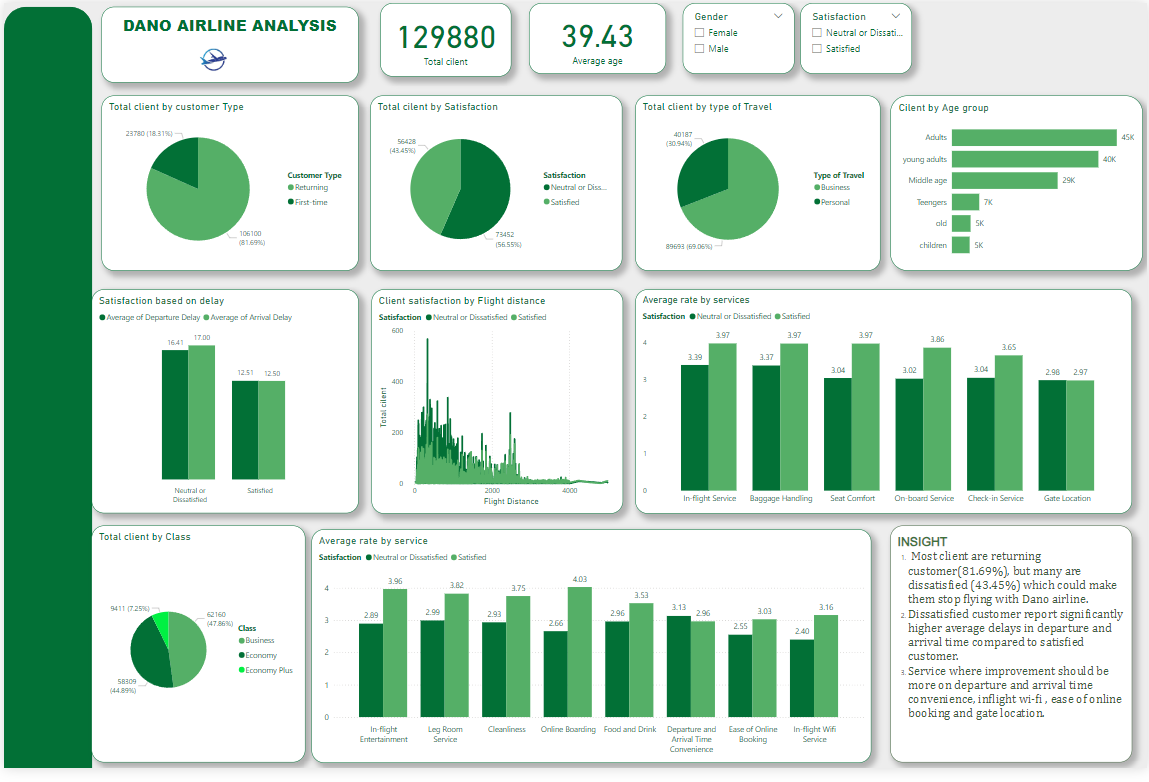 DANO AIRLINE ANALYSIS
129880
Total cilent
39.43
Average age
Gender
Female
Male
Satisfaction
Neutral or Dissati...
Satisfied
Total client by customer Type
23780 (18.31%)
106100
(81.69%)
Customer Type
Returning
First-time
Total cilent by Satisfaction
56428
(43.45%)
73452
(56.55%)
Satisfaction
Neutral or Diss...
Satisfied
Total client by type of Travel
40187
(30.94%)
89693 (69.06%)
Type of Travel
Business
Personal
Cilent by Age group
Adults
45K
young adults
40K
Middle age
29K
Teengers
7K
old
5K
children
5K
Satisfaction based on delay
Average of Departure Delay
Average of Arrival Delay
16.41
17.00
12.51
12.50
Neutral or
Dissatisfied
Satisfied
Client satisfaction by Flight distance
Satisfaction
Neutral or Dissatisfied
Satisfied
600
400
200
0
Total cilent
0
2000
4000
Flight Distance
Average rate by services
Satisfaction
Neutral or Dissatisfied
Satisfied
4
3
2
1
0
3.39
3.97
3.37
3.97
3.04
3.97
3.02
3.86
3.04
3.65
2.98
2.97
In-flight Service
Baggage Handling
Seat Comfort
On-board Service
Check-in Service
Gate Location
Total client by Class
9411 (7.25%)
62160
(47.86%)
58309
(44.89%)
Class
Business
Economy
Economy Plus
Average rate by service
Satisfaction
Neutral or Dissatisfied
Satisfied
4
3
2
1
0
2.89
3.96
2.99
3.82
2.93
3.75
2.66
4.03
2.96
3.53
3.13
2.96
2.55
3.03
2.40
3.16
In-flight
Entertainment
Leg Room
Service
Cleanliness
Online Boarding
Food and Drink
Departure and
Arrival Time
Convenience
Ease of Online
Booking
In-flight Wifi
Service
INSIGHT
1. Most client are returning
customer(81.69%), but many are
dissatisfied (43.45%) which could make
them stop flying with Dano airline.
2. Dissatisfied customer report significantly
higher average delays in departure and
arrival time compared to satisfied
customer.
3. Service where improvement should be
more on departure and arrival time
convenience, inflight wi-fi , ease of online
booking and gate location.